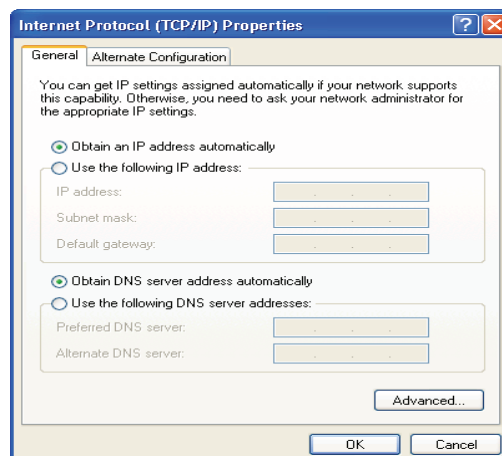 Internet Protocol (TCP/IP) Properties
General
Alternate Configuration
You can get IP settings assigned automatically if your network supports
this capability. Otherwise, you need to ask your network administrator for
the appropriate IP settings.
Obtain an IP address automatically
Use the following IP address:
IP address:
Subnet mask:
Default gateway:
Obtain DNS server address automatically
Use the following DNS server addresses:
Preferred DNS server:
Alternate DNS server:
Advanced...
OK
Cancel